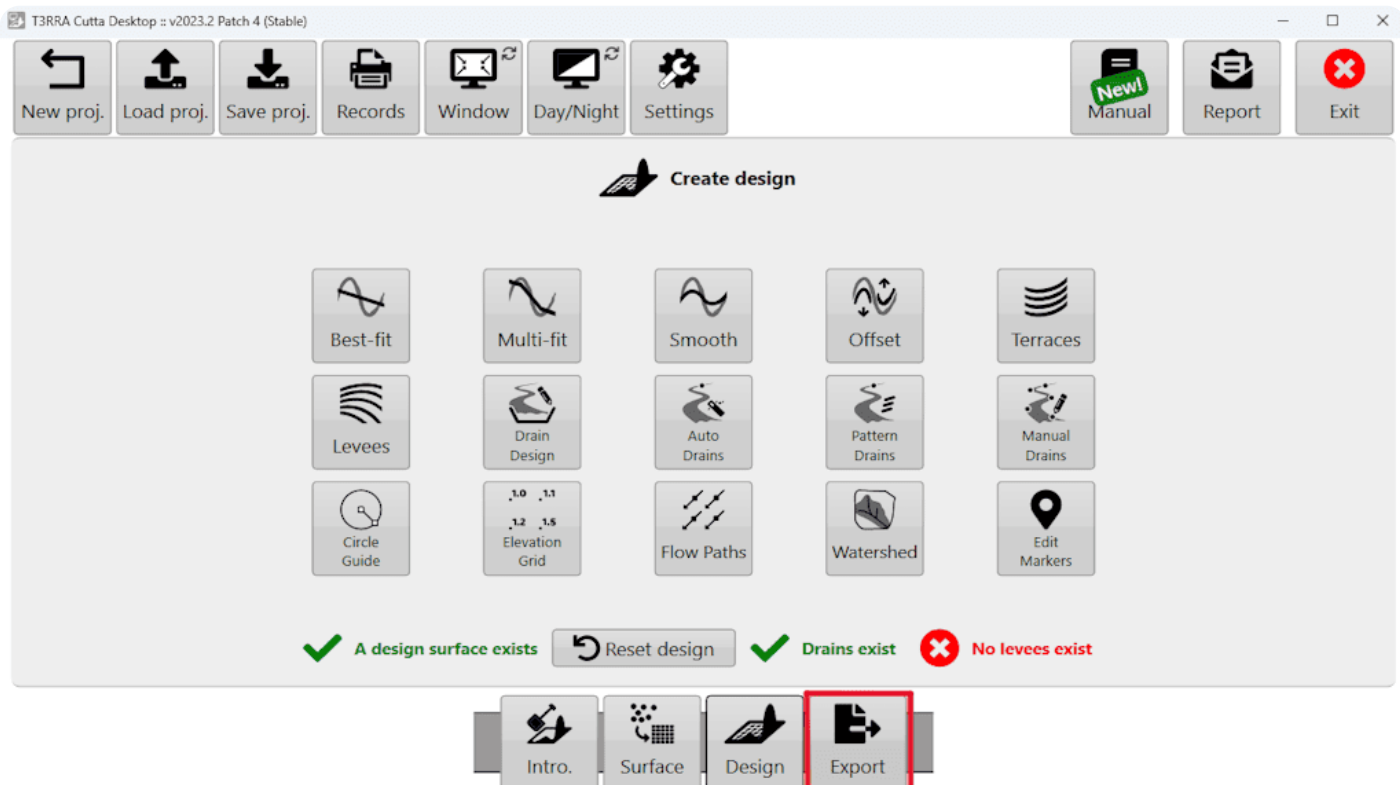 T3RRA Cutta Desktop :: v2023.2 Patch 4 (Stable)
New proj.
Load proj.
Save proj.
Records
Window
Day/Night
Settings
New!
Manual
Report
Exit
Create design
Best-fit
Multi-fit
Smooth
Offset
Terraces
Levees
Drain
Design
Auto
Drains
Pattern
Drains
Manual
Drains
Circle
Guide
.1.0 .1.1
.1.2 .1.5
Elevation
Grid
Flow Paths
Watershed
Edit
Markers
A design surface exists
Reset design
Drains exist
No levees exist
Intro.
Surface
Design
Export